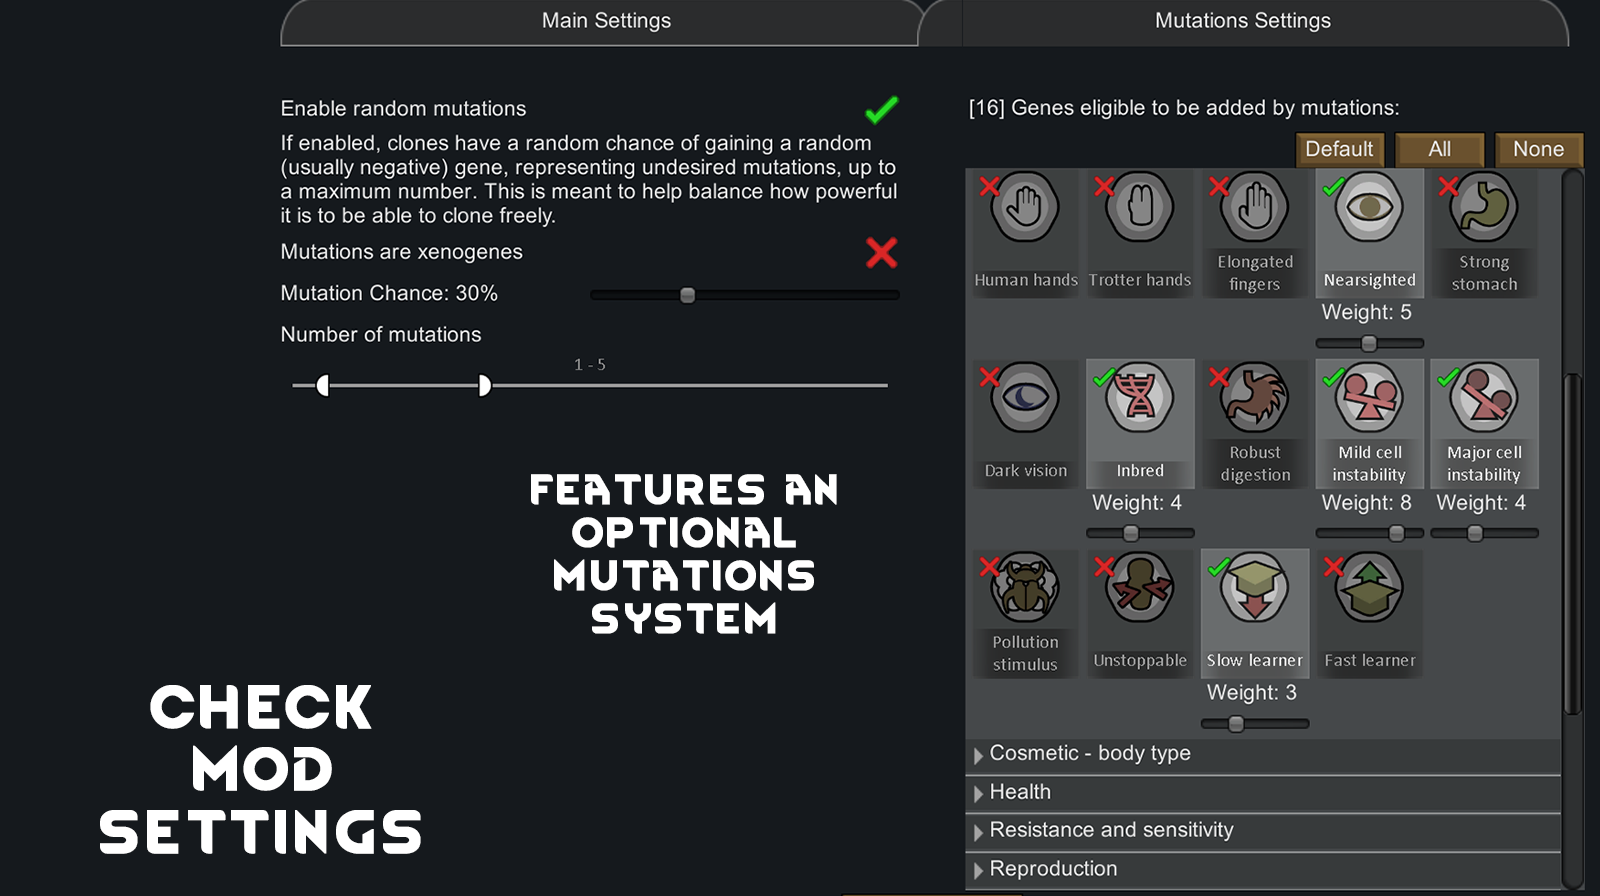 Main Settings
Mutations Settings
Enable random mutations
If enabled, clones have a random chance of gaining a random
(usually negative) gene, representing undesired mutations, up to
a maximum number. This is meant to help balance how powerful
it is to be able to clone freely.
Mutations are xenogenes
Mutation Chance: 30%
Number of mutations
1 - 5
FEATURES AN
OPTIONAL
MUTATIONS
SYSTEM
CHECK
MOD
SETTINGS
[16] Genes eligible to be added by mutations:
Default
All
None
Human hands
Trotter hands
Elongated
fingers
Nearsighted
Strong
stomach
Weight: 5
Dark vision
Inbred
Robust
digestion
Mild cell
instability
Major cell
instability
Weight: 4
Weight: 8
Weight: 4
Pollution
stimulus
Unstoppable
Slow learner
Fast learner
Weight: 3
Cosmetic - body type
Health
Resistance and sensitivity
Reproduction